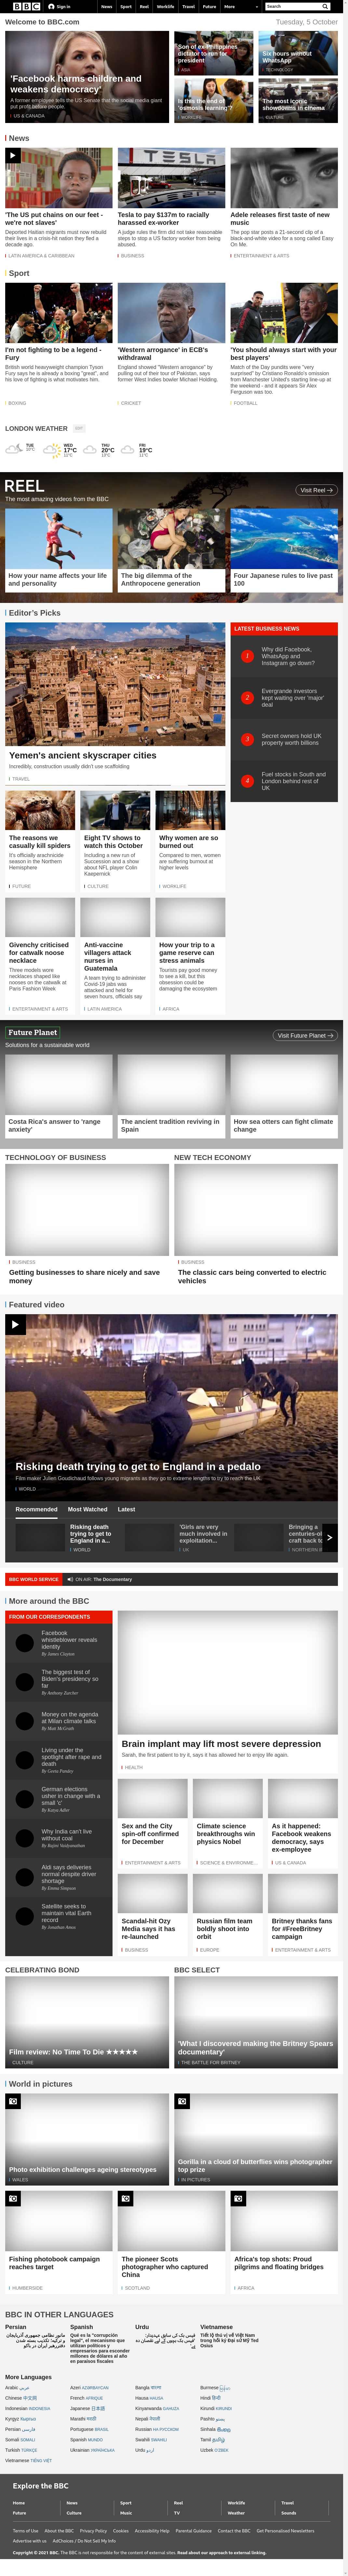 BBC
Sign in
News
Sport
Reel
Worklife
Travel
Future
More
Search
Welcome to BBC.com
Tuesday, 5 October
'Facebook harms children and weakens democracy'
A former employee tells the US Senate that the social media giant put profit before people.
US & CANADA
Son of ex-Philippines dictator to run for president
ASIA
Six hours without WhatsApp
TECHNOLOGY
Is this the end of 'osmosis learning'?
WORKLIFE
The most iconic showdowns in cinema
CULTURE
News
'The US put chains on our feet - we're not slaves'
Deported Haitian migrants must now rebuild their lives in a crisis-hit nation they fled a decade ago.
LATIN AMERICA & CARIBBEAN
Tesla to pay $137m to racially harassed ex-worker
A judge rules the firm did not take reasonable steps to stop a US factory worker from being abused.
BUSINESS
Adele releases first taste of new music
The pop star posts a 21-second clip of a black-and-white video for a song called Easy On Me.
ENTERTAINMENT & ARTS
Sport
I'm not fighting to be a legend - Fury
British world heavyweight champion Tyson Fury says he is already a boxing "great", and his love of fighting is what motivates him.
BOXING
'Western arrogance' in ECB's withdrawal
England showed "Western arrogance" by pulling out of their tour of Pakistan, says former West Indies bowler Michael Holding.
CRICKET
'You should always start with your best players'
Match of the Day pundits were "very surprised" by Cristiano Ronaldo's omission from Manchester United's starting line-up at the weekend - and it appears Sir Alex Ferguson was too.
FOOTBALL
LONDON WEATHER
EDIT
TUE
10°C
WED
17°C
12°C
THU
20°C
12°C
FRI
19°C
11°C
REEL
Visit Reel
The most amazing videos from the BBC
How your name affects your life and personality
The big dilemma of the Anthropocene generation
Four Japanese rules to live past 100
Editor's Picks
Yemen's ancient skyscraper cities
Incredibly, construction usually didn't use scaffolding
TRAVEL
LATEST BUSINESS NEWS
1
Why did Facebook, WhatsApp and Instagram go down?
2
Evergrande investors kept waiting over 'major' deal
3
Secret owners hold UK property worth billions
4
Fuel stocks in South and London behind rest of UK
The reasons we casually kill spiders
It's officially arachnicide season in the Northern Hemisphere
FUTURE
Eight TV shows to watch this October
Including a new run of Succession and a show about NFL player Colin Kaepernick
CULTURE
Why women are so burned out
Compared to men, women are suffering burnout at higher levels
WORKLIFE
Givenchy criticised for catwalk noose necklace
Three models wore necklaces shaped like nooses on the catwalk at Paris Fashion Week
ENTERTAINMENT & ARTS
Anti-vaccine villagers attack nurses in Guatemala
A team trying to administer Covid-19 jabs was attacked and held for seven hours, officials say
LATIN AMERICA
How your trip to a game reserve can stress animals
Tourists pay good money to see a kill, but this obsession could be damaging the ecosystem
AFRICA
Future Planet
Visit Future Planet
Solutions for a sustainable world
Costa Rica's answer to 'range anxiety'
The ancient tradition reviving in Spain
How sea otters can fight climate change
TECHNOLOGY OF BUSINESS
BUSINESS
Getting businesses to share nicely and save money
NEW TECH ECONOMY
BUSINESS
The classic cars being converted to electric vehicles
Featured video
Risking death trying to get to England in a pedalo
Film maker Julien Goudichaud follows young migrants as they go to extreme lengths to try to reach the UK.
WORLD
Recommended
Most Watched
Latest
Risking death trying to get to England in a...
WORLD
'Girls are very much involved in exploitation...
UK
Bringing a
NORTHERN
BBC WORLD SERVICE
ON AIR: The Documentary
More around the BBC
FROM OUR CORRESPONDENTS
Facebook whistleblower reveals identity
By James Clayton
The biggest test of Biden's presidency so far
By Anthony Zurcher
Money on the agenda at Milan climate talks
By Matt McGrath
Living under the spotlight after rape and death
By Geeta Pandey
German elections usher in change with a small 'c'
By Katya Adler
Why India can't live without coal
By Rajini Vaidyanathan
Aldi says deliveries normal despite driver shortage
By Emma Simpson
Satellite seeks to maintain vital Earth record
By Jonathan Amos
Brain implant may lift most severe depression
Sarah, the first patient to try it, says it has allowed her to enjoy life again.
HEALTH
Sex and the City spin-off confirmed for December
ENTERTAINMENT & ARTS
Climate science breakthroughs win physics Nobel
SCIENCE & ENVIRONME...
As it happened: Facebook weakens democracy, says ex-employee
US & CANADA
Scandal-hit Ozy Media says it has re-launched
BUSINESS
Russian film team boldly shoot into orbit
EUROPE
Britney thanks fans for #FreeBritney campaign
ENTERTAINMENT & ARTS
CELEBRATING BOND
Film review: No Time To Die ★★★★★
CULTURE
BBC SELECT
'What I discovered making the Britney Spears documentary'
THE BATTLE FOR BRITNEY
World in pictures
Photo exhibition challenges ageing stereotypes
WALES
Gorilla in a cloud of butterflies wins photographer top prize
IN PICTURES
Fishing photobook campaign reaches target
HUMBERSIDE
The pioneer Scots photographer who captured China
SCOTLAND
Africa's top shots: Proud pilgrims and floating bridges
AFRICA
BBC IN OTHER LANGUAGES
Persian
Spanish
Qué es la "corrupción legal", el mecanismo que utilizan políticos y empresarios para esconder millones de dólares al año en paraísos fiscales
Urdu
Vietnamese
Tiết lộ thú vị về Việt Nam trong hồi ký Đại sứ Mỹ Ted Osius
More Languages
Arabic عربي
Azeri AZƏRBAYCAN
Bangla বাংলা
Burmese
Chinese 中文网
French AFRIQUE
Hausa HAUSA
Hindi हिन्दी
Indonesian INDONESIA
Japanese 日本語
Kinyarwanda GAHUZA
Kirundi KIRUNDI
Kyrgyz Кыргыз
Marathi मराठी
Nepali नेपाली
Pashto پښتو
Persian فارسی
Portuguese BRASIL
Russian НА РУССКОМ
Sinhala සිංහල
Somali SOMALI
Spanish MUNDO
Swahili SWAHILI
Tamil தமிழ்
Turkish TÜRKÇE
Ukrainian УКРАЇНСЬКA
Urdu اردو
Uzbek O'ZBEK
Vietnamese TIẾNG VIỆT
Explore the BBC
Home
News
Sport
Reel
Worklife
Travel
Future
Culture
Music
TV
Weather
Sounds
Terms of Use
About the BBC
Privacy Policy
Cookies
Accessibility Help
Parental Guidance
Contact the BBC
Get Personalised Newsletters
Advertise with us
AdChoices / Do Not Sell My Info
Copyright © 2021 BBC. The BBC is not responsible for the content of external sites. Read about our approach to external linking.